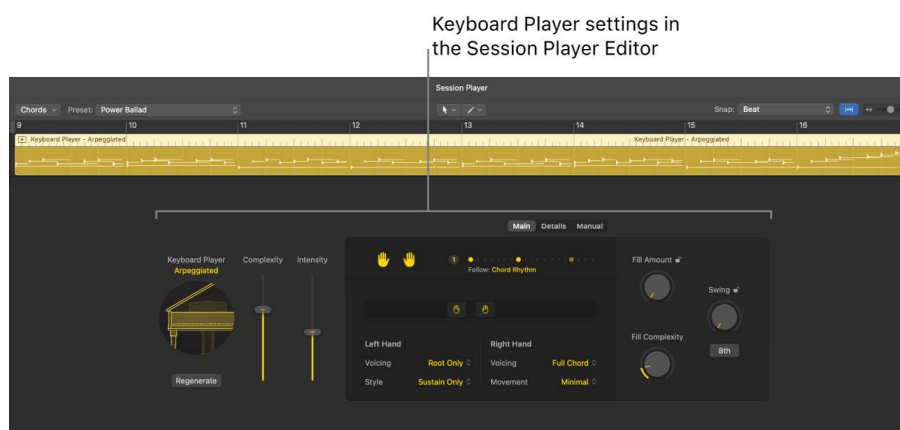 Keyboard Player settings in
the Session Player Editor
Session Player
Chords Preset: Power Ballad Snap: Beat
9 10 11 12 13 14 15 16
Keyboard Player - Arpeggiated Keyboard Player - Arpeggiated
Main Details Manual
Keyboard Player
Arpeggiated
Complexity Intensity
1
Follow: Chord Rhythm
Fill Amount
Swing
Left Hand Right Hand
Fill Complexity
8th
Voicing Root Only Voicing Full Chord
Style Sustain Only Movement Minimal
Regenerate